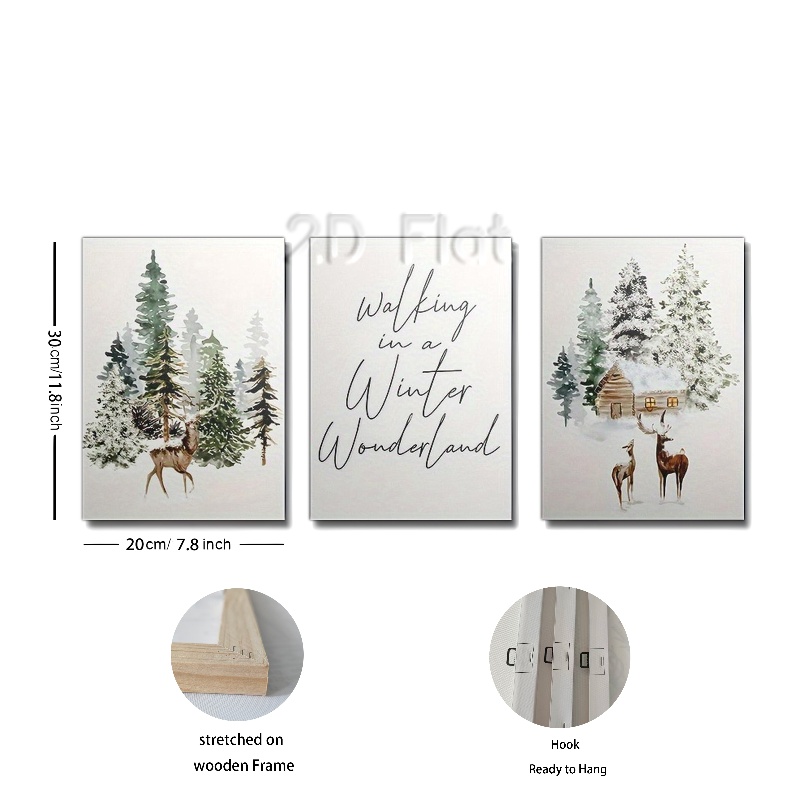 2D Flat
walking
in a
Winter
Wonderland
30cm/11.8inch
20cm/ 7.8 inch
stretched on
wooden Frame
Hook
Ready to Hang